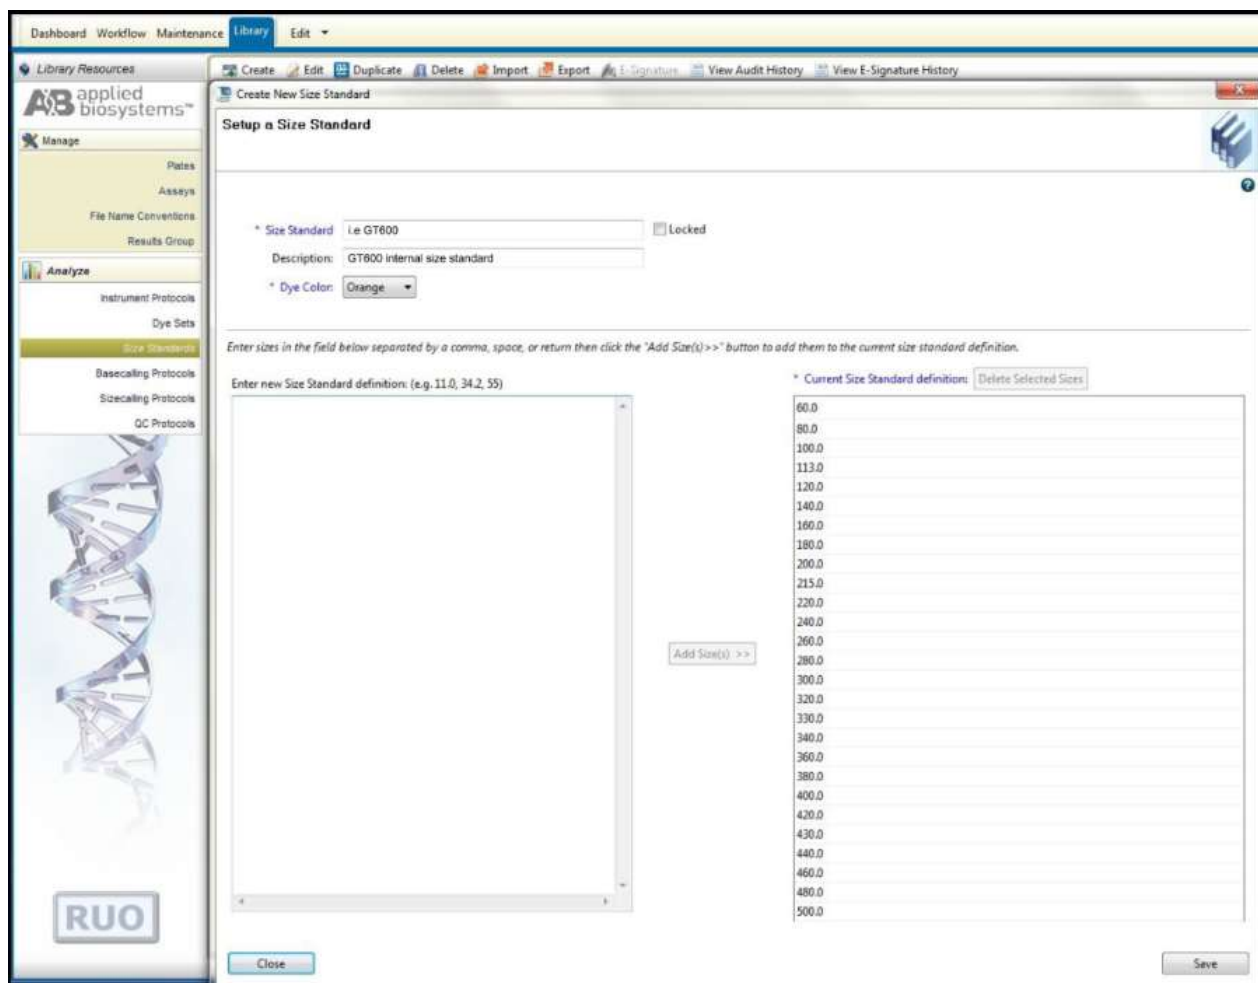 Dashboard Workflow Maintenance Library Edit
Library Resources
Create Edit Duplicate Delete Import Export E-Signature View Audit History View E-Signature History
AB applied biosystems™
Create New Size Standard
Setup a Size Standard
Manage
Plates
Assays
File Name Conventions
Results Group
Analyze
Instrument Protocols
Dye Sets
Size Standards
Basecalling Protocols
Sizecalling Protocols
QC Protocols
RUO
* Size Standard i.e GT600 Locked
Description: GT600 internal size standard
* Dye Color: Orange
Enter sizes in the field below separated by a comma, space, or return then click the "Add Size(s)>>" button to add them to the current size standard definition.
Enter new Size Standard definition: (e.g. 11.0, 34.2, 55)
* Current Size Standard definition: Delete Selected Sizes
Add Size(s) >>
60.0
80.0
100.0
113.0
120.0
140.0
160.0
180.0
200.0
215.0
220.0
240.0
260.0
280.0
300.0
320.0
330.0
340.0
360.0
380.0
400.0
420.0
430.0
440.0
460.0
480.0
500.0
Close Save